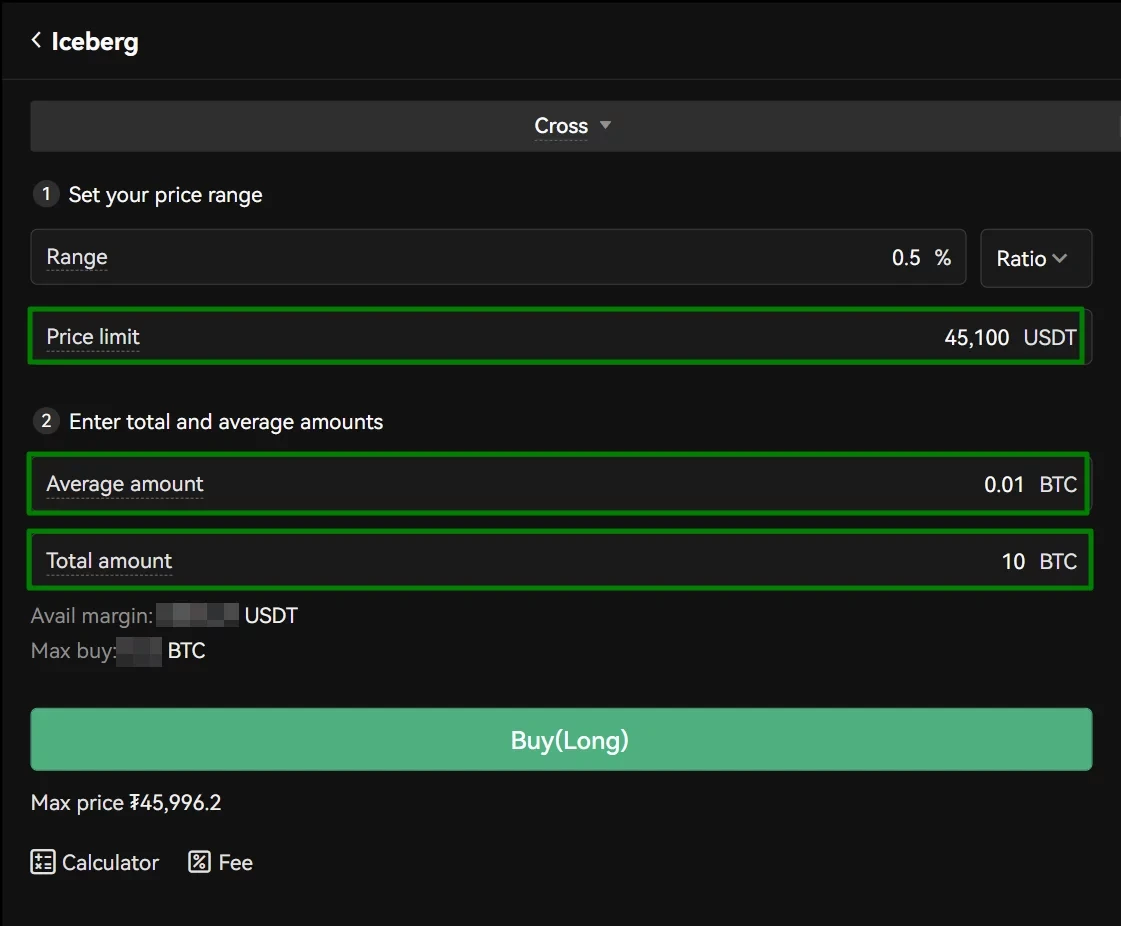 Iceberg
Cross
1 Set your price range
Range 0.5 % Ratio
Price limit 45,100 USDT
2 Enter total and average amounts
Average amount 0.01 BTC
Total amount 10 BTC
Avail margin: USDT
Max buy: BTC
Buy(Long)
Max price ₮45,996.2
Calculator Fee